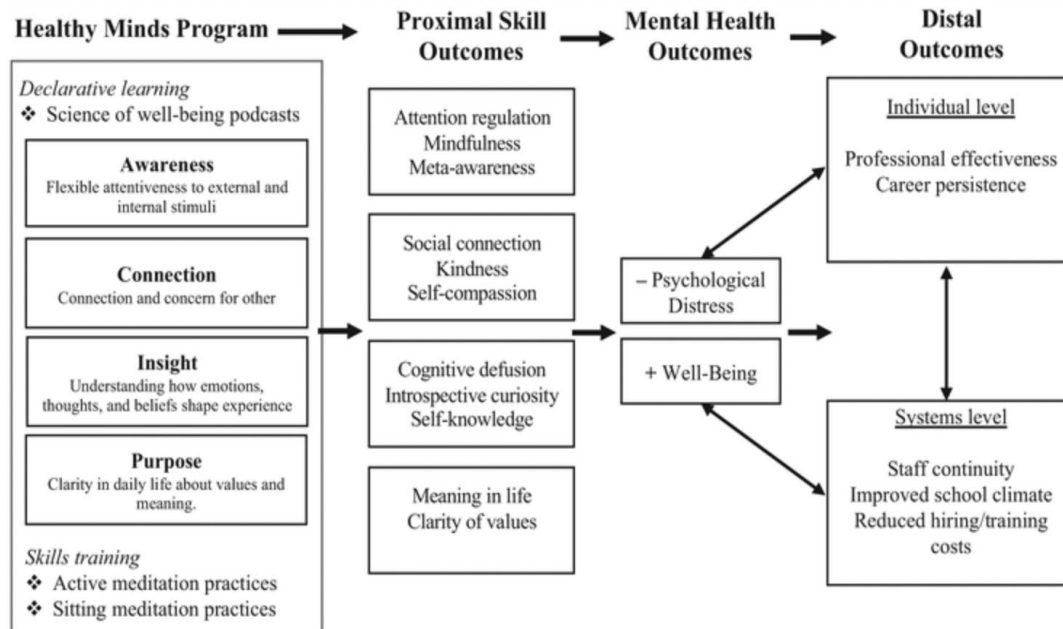 Healthy Minds Program
Proximal Skill
Outcomes
Mental Health
Outcomes
Distal
Outcomes
Declarative learning
❖ Science of well-being podcasts
Awareness
Flexible attentiveness to external and
internal stimuli
Connection
Connection and concern for other
Insight
Understanding how emotions,
thoughts, and beliefs shape experience
Purpose
Clarity in daily life about values and
meaning.
Skills training
❖ Active meditation practices
❖ Sitting meditation practices
Attention regulation
Mindfulness
Meta-awareness
Social connection
Kindness
Self-compassion
Cognitive defusion
Introspective curiosity
Self-knowledge
Meaning in life
Clarity of values
– Psychological
Distress
+ Well-Being
Individual level
Professional effectiveness
Career persistence
Systems level
Staff continuity
Improved school climate
Reduced hiring/training
costs